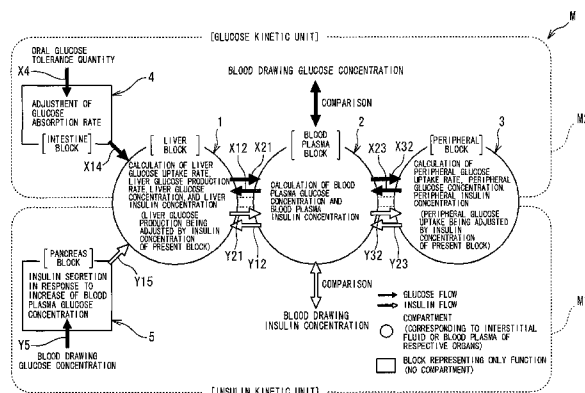 M
[GLUCOSE KINETIC UNIT]
ORAL GLUCOSE
TOLERANCE QUANTITY
X4
4
ADJUSTMENT OF
GLUCOSE
ABSORPTION RATE
[INTESTINE BLOCK]
X14
BLOOD DRAWING GLUCOSE CONCENTRATION
COMPARISON
1
[LIVER BLOCK]
CALCULATION OF LIVER
GLUCOSE UPTAKE RATE,
LIVER GLUCOSE PRODUCTION
RATE, LIVER GLUCOSE
CONCENTRATION, AND LIVER
INSULIN CONCENTRATION
(LIVER GLUCOSE
PRODUCTION BEING
ADJUSTED BY INSULIN
CONCENTRATION
OF PRESENT BLOCK)
X12
X21
2
[BLOOD PLASMA BLOCK]
CALCULATION OF BLOOD
PLASMA GLUCOSE
CONCENTRATION AND
BLOOD PLASMA
INSULIN CONCENTRATION
X23
X32
3
[PERIPHERAL BLOCK]
CALCULATION OF
PERIPHERAL GLUCOSE
UPTAKE RATE, PERIPHERAL
GLUCOSE CONCENTRATION,
PERIPHERAL INSULIN
CONCENTRATION
(PERIPHERAL GLUCOSE
UPTAKE BEING ADJUSTED
BY INSULIN
CONCENTRATION OF
PRESENT BLOCK)
Y21
Y12
Y32
Y23
[PANCREAS BLOCK]
INSULIN SECRETION
IN RESPONSE TO
INCREASE OF BLOOD
PLASMA GLUCOSE
CONCENTRATION
Y15
5
Y5
BLOOD DRAWING
GLUCOSE CONCENTRATION
COMPARISON
BLOOD DRAWING
INSULIN CONCENTRATION
GLUCOSE FLOW
INSULIN FLOW
COMPARTMENT
(CORRESPONDING TO INTERSTITIAL
FLUID OR BLOOD PLASMA OF
RESPECTIVE ORGANS)
BLOCK REPRESENTING ONLY FUNCTION
(NO COMPARTMENT)
[INSULIN KINETIC UNIT]